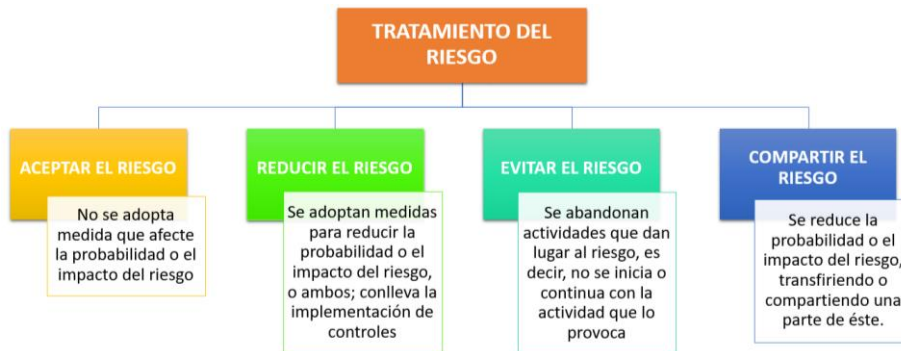 TRATAMIENTO DEL
RIESGO
ACEPTAR EL RIESGO
No se adopta
medida que afecte
la probabilidad o el
impacto del riesgo
REDUCIR EL RIESGO
Se adoptan medidas
para reducir la
probabilidad o el
impacto del riesgo,
o ambos; conlleva la
implementación de
controles
EVITAR EL RIESGO
Se abandonan
actividades que dan
lugar al riesgo, es
decir, no se inicia o
continua con la
actividad que lo
provoca
COMPARTIR EL
RIESGO
Se reduce la
probabilidad o el
impacto del riesgo,
transfiriendo o
compartiendo una
parte de éste.